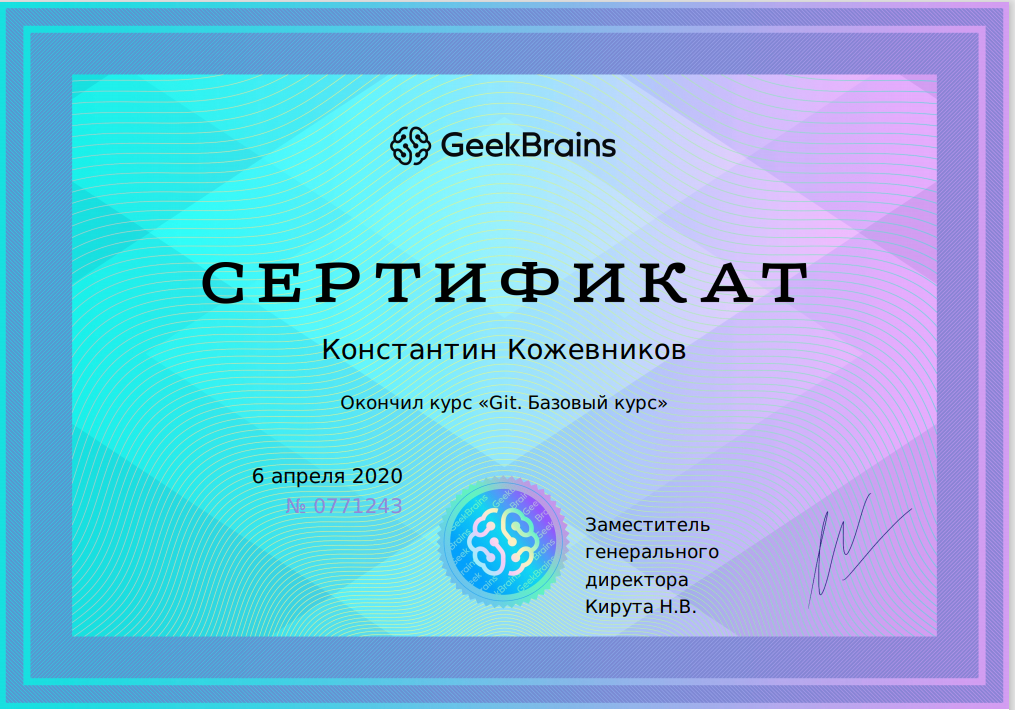 GeekBrains
СЕРТИФИКАТ
Константин Кожевников
Окончил курс «Git. Базовый курс»
6 апреля 2020
№ 0771243
Заместитель
генерального
директора
Кирута Н.В.